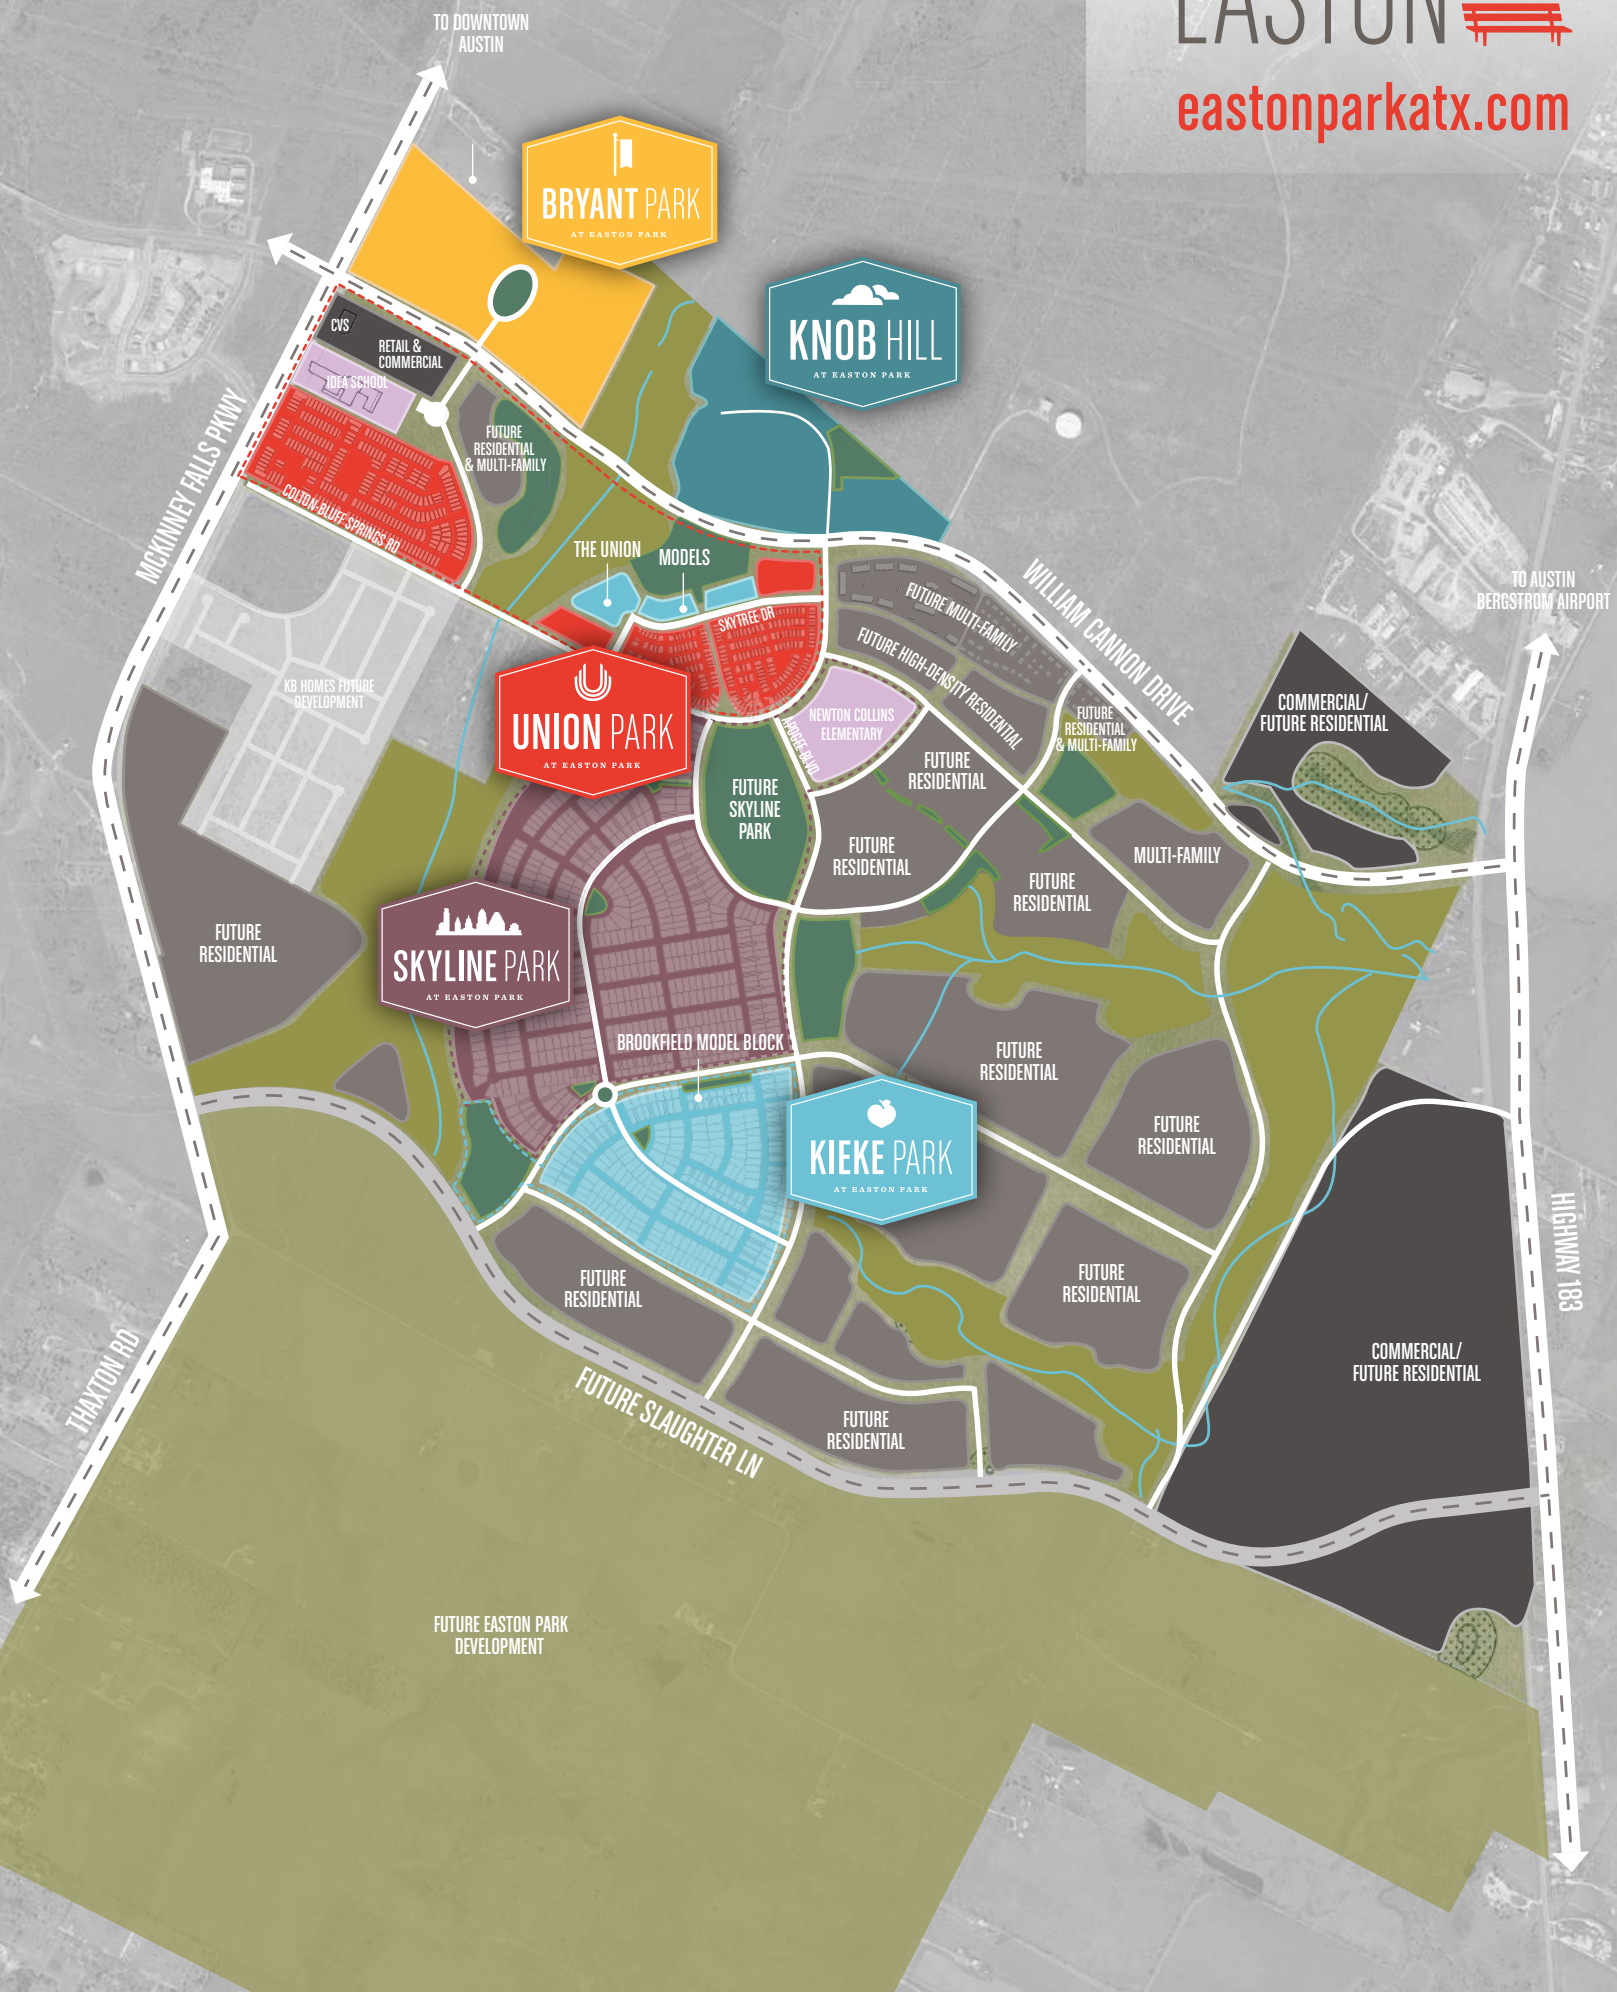 EASTON
eastonparkatx.com
TO DOWNTOWN
AUSTIN
BRYANT PARK
AT EASTON PARK
KNOB HILL
AT EASTON PARK
CVS
RETAIL &
COMMERCIAL
IDEA SCHOOL
FUTURE
RESIDENTIAL
& MULTI-FAMILY
MCKINNEY FALLS PKWY
COLTON-BLUFF SPRINGS RD
THE UNION
MODELS
SKYTREE DR
FUTURE MULTI-FAMILY
FUTURE HIGH-DENSITY RESIDENTIAL
WILLIAM CANNON DRIVE
TO AUSTIN
BERGSTROM AIRPORT
KB HOMES FUTURE
DEVELOPMENT
UNION PARK
AT EASTON PARK
NEWTON COLLINS
ELEMENTARY
APOGEE BLVD
FUTURE
RESIDENTIAL
& MULTI-FAMILY
COMMERCIAL/
FUTURE RESIDENTIAL
FUTURE
RESIDENTIAL
FUTURE
SKYLINE
PARK
FUTURE
RESIDENTIAL
MULTI-FAMILY
FUTURE
RESIDENTIAL
FUTURE
RESIDENTIAL
SKYLINE PARK
AT EASTON PARK
BROOKFIELD MODEL BLOCK
FUTURE
RESIDENTIAL
FUTURE
RESIDENTIAL
KIEKE PARK
AT EASTON PARK
HIGHWAY 183
FUTURE
RESIDENTIAL
FUTURE
RESIDENTIAL
COMMERCIAL/
FUTURE RESIDENTIAL
THAXTON RD
FUTURE SLAUGHTER LN
FUTURE
RESIDENTIAL
FUTURE EASTON PARK
DEVELOPMENT